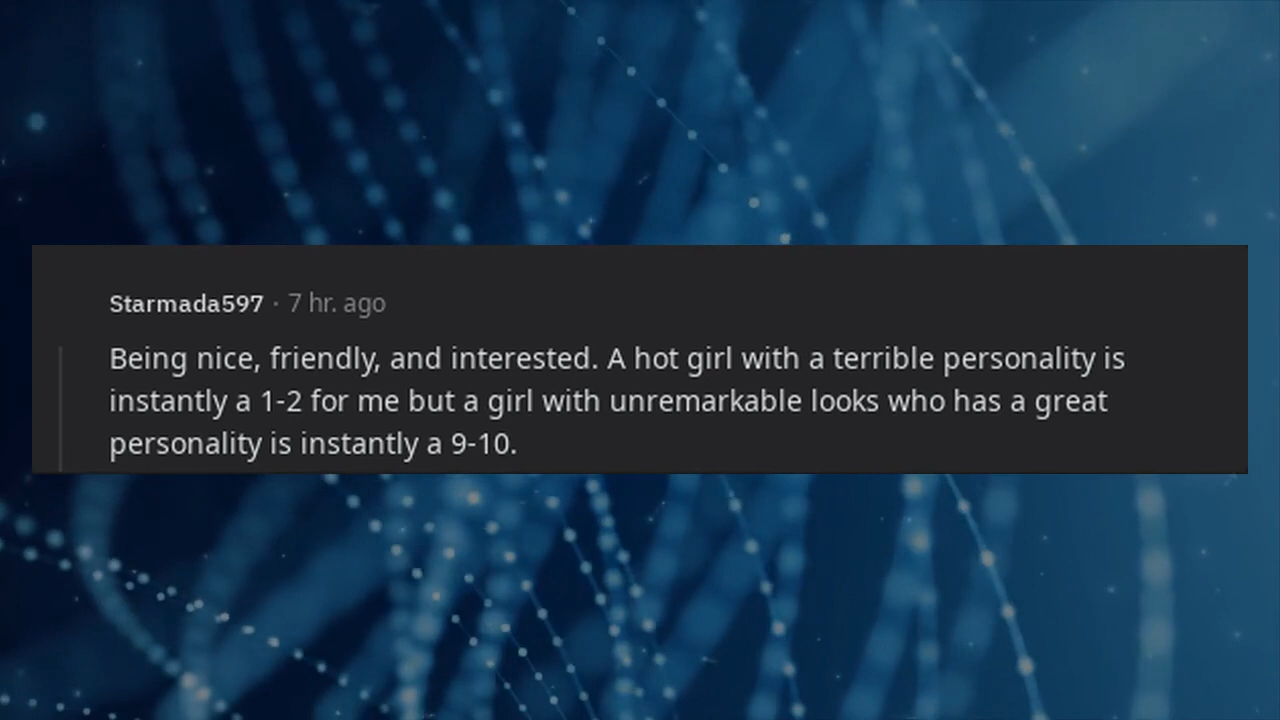 Starmada597 · 7 hr. ago
Being nice, friendly, and interested. A hot girl with a terrible personality is
instantly a 1-2 for me but a girl with unremarkable looks who has a great
personality is instantly a 9-10.